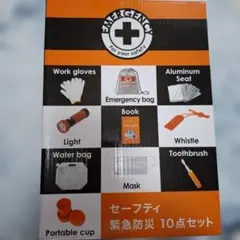 EMERGENCY
for your safety
Work gloves
Emergency bag
Aluminum
Seat
Light
Book
Whistle
Water bag
Mask
Toothbrush
Portable cup
セーフティ
緊急防災 10点セット